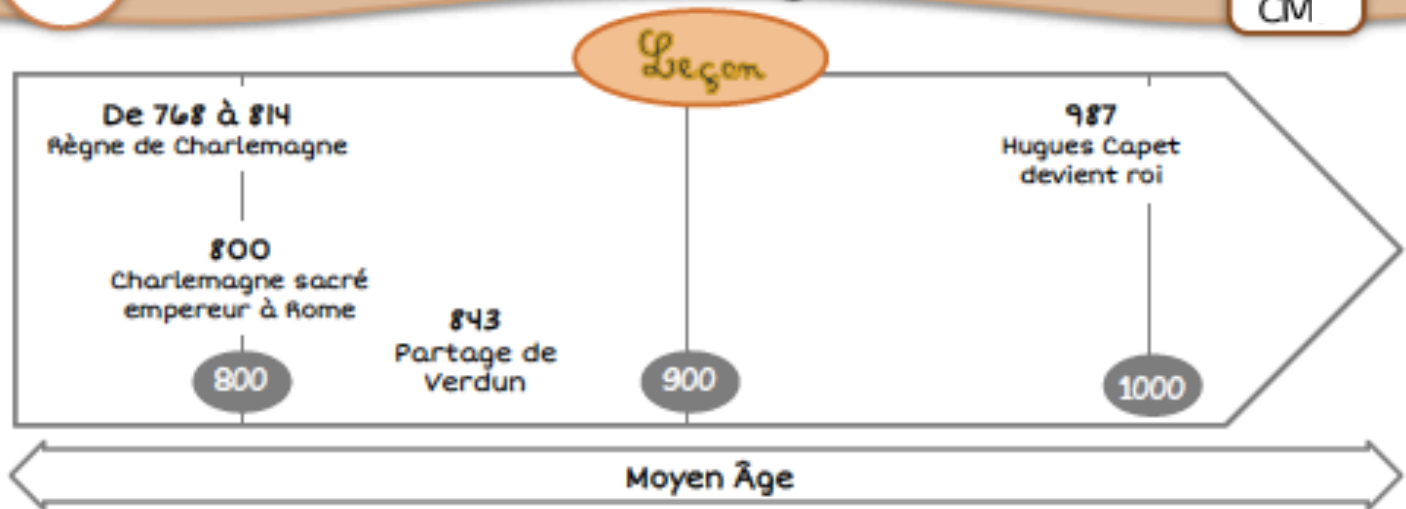 CM
Leçon
De 768 à 814
Règne de Charlemagne
987
Hugues Capet
devient roi
800
Charlemagne sacré
empereur à Rome
843
Partage de
Verdun
800
900
1000
Moyen Âge